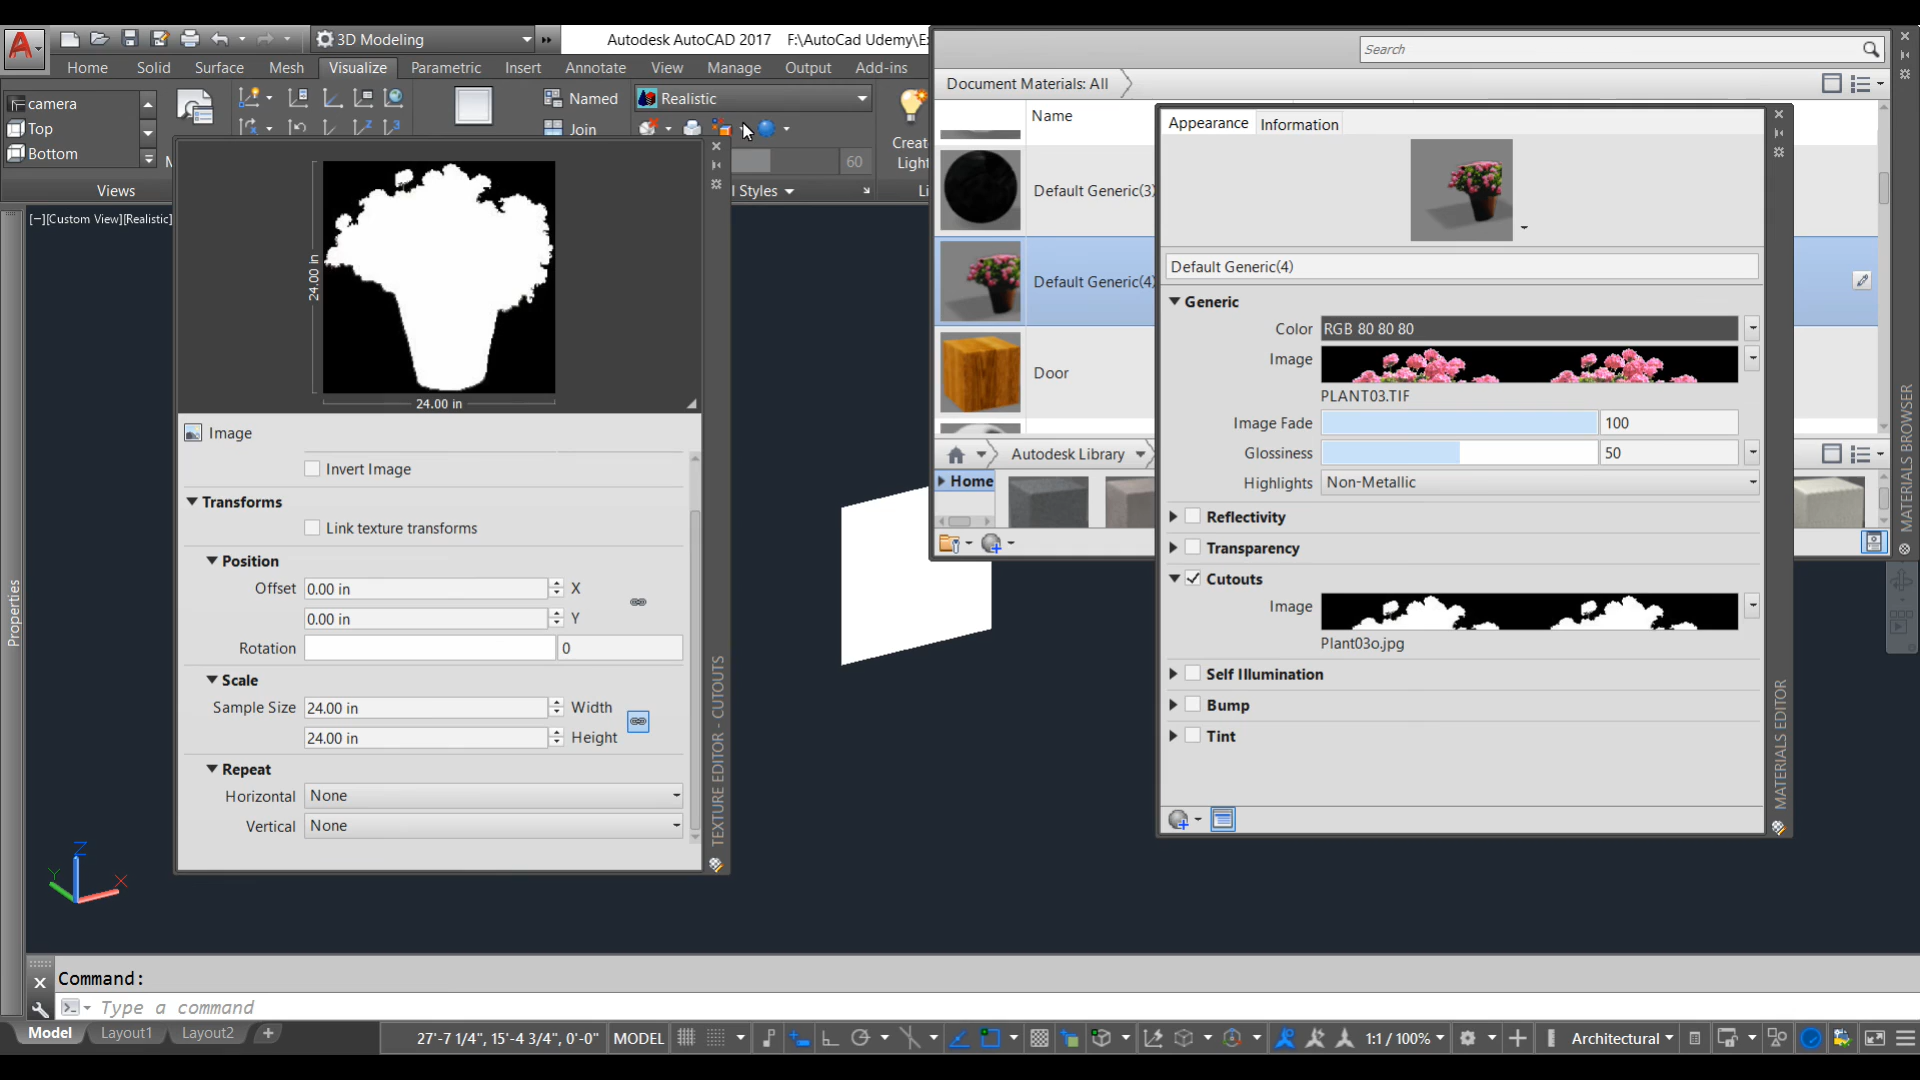 A
3D Modeling
Autodesk AutoCAD 2017 F:\AutoCad Udemy\Ex
Search
Home Solid Surface Mesh Visualize Parametric Insert Annotate View Manage Output Add-ins
Document Materials: All
camera
Top
Bottom
Named
Join
Realistic
60
Create
Light
Views
l Styles
Name
Appearance Information
[−][Custom View][Realistic]
24.00 in
24.00 in
Default Generic(3)
Default Generic(4)
Door
Autodesk Library
Home
MATERIALS BROWSER
Default Generic(4)
Generic
Color RGB 80 80 80
Image
PLANT03.TIF
Image Fade 100
Glossiness 50
Highlights Non-Metallic
Reflectivity
Transparency
Cutouts
Image
Plant03o.jpg
Self Illumination
Bump
Tint
MATERIALS EDITOR
Image
Invert Image
Transforms
Link texture transforms
Position
Offset 0.00 in X
0.00 in Y
Rotation 0
Scale
Sample Size 24.00 in Width
24.00 in Height
Repeat
Horizontal None
Vertical None
TEXTURE EDITOR - CUTOUTS
Properties
Z
Y
X
Command:
Type a command
Model Layout1 Layout2 +
27'-7 1/4", 15'-4 3/4", 0'-0" MODEL 1:1 / 100% Architectural